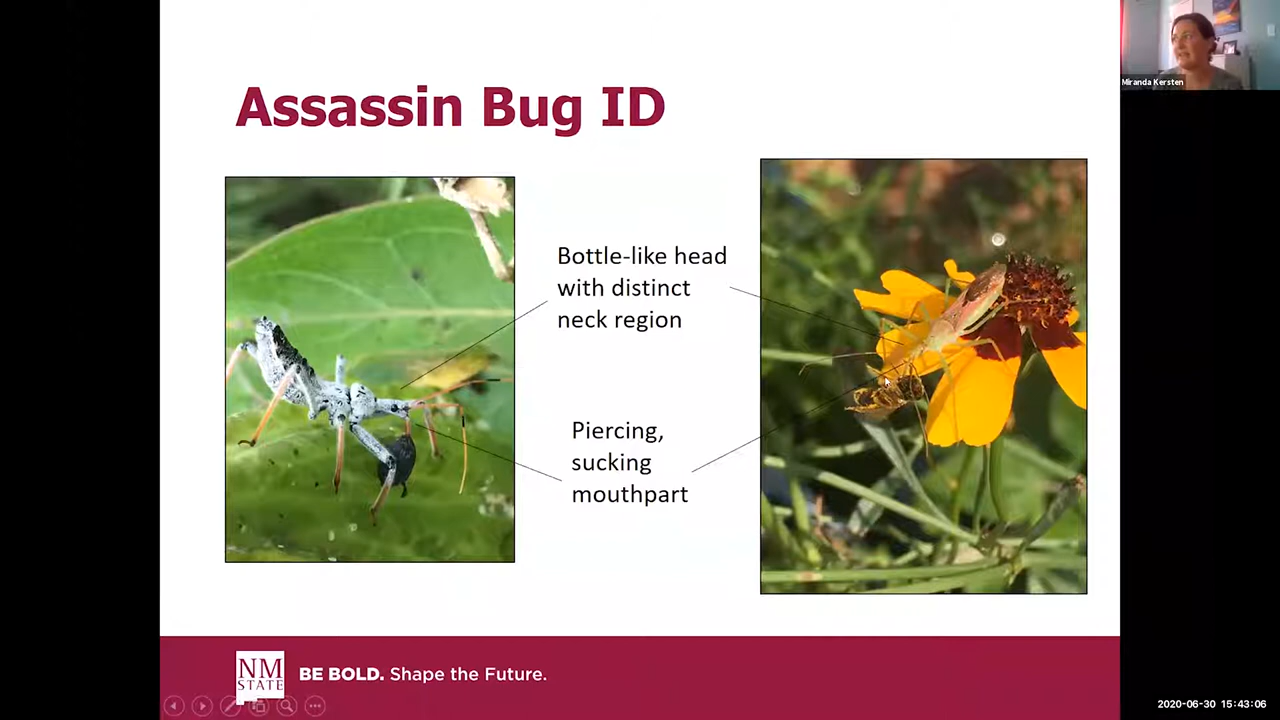 Miranda Kersten
Assassin Bug ID
Bottle-like head
with distinct
neck region
Piercing,
sucking
mouthpart
NM
STATE
BE BOLD. Shape the Future.
2020-06-30 15:43:06